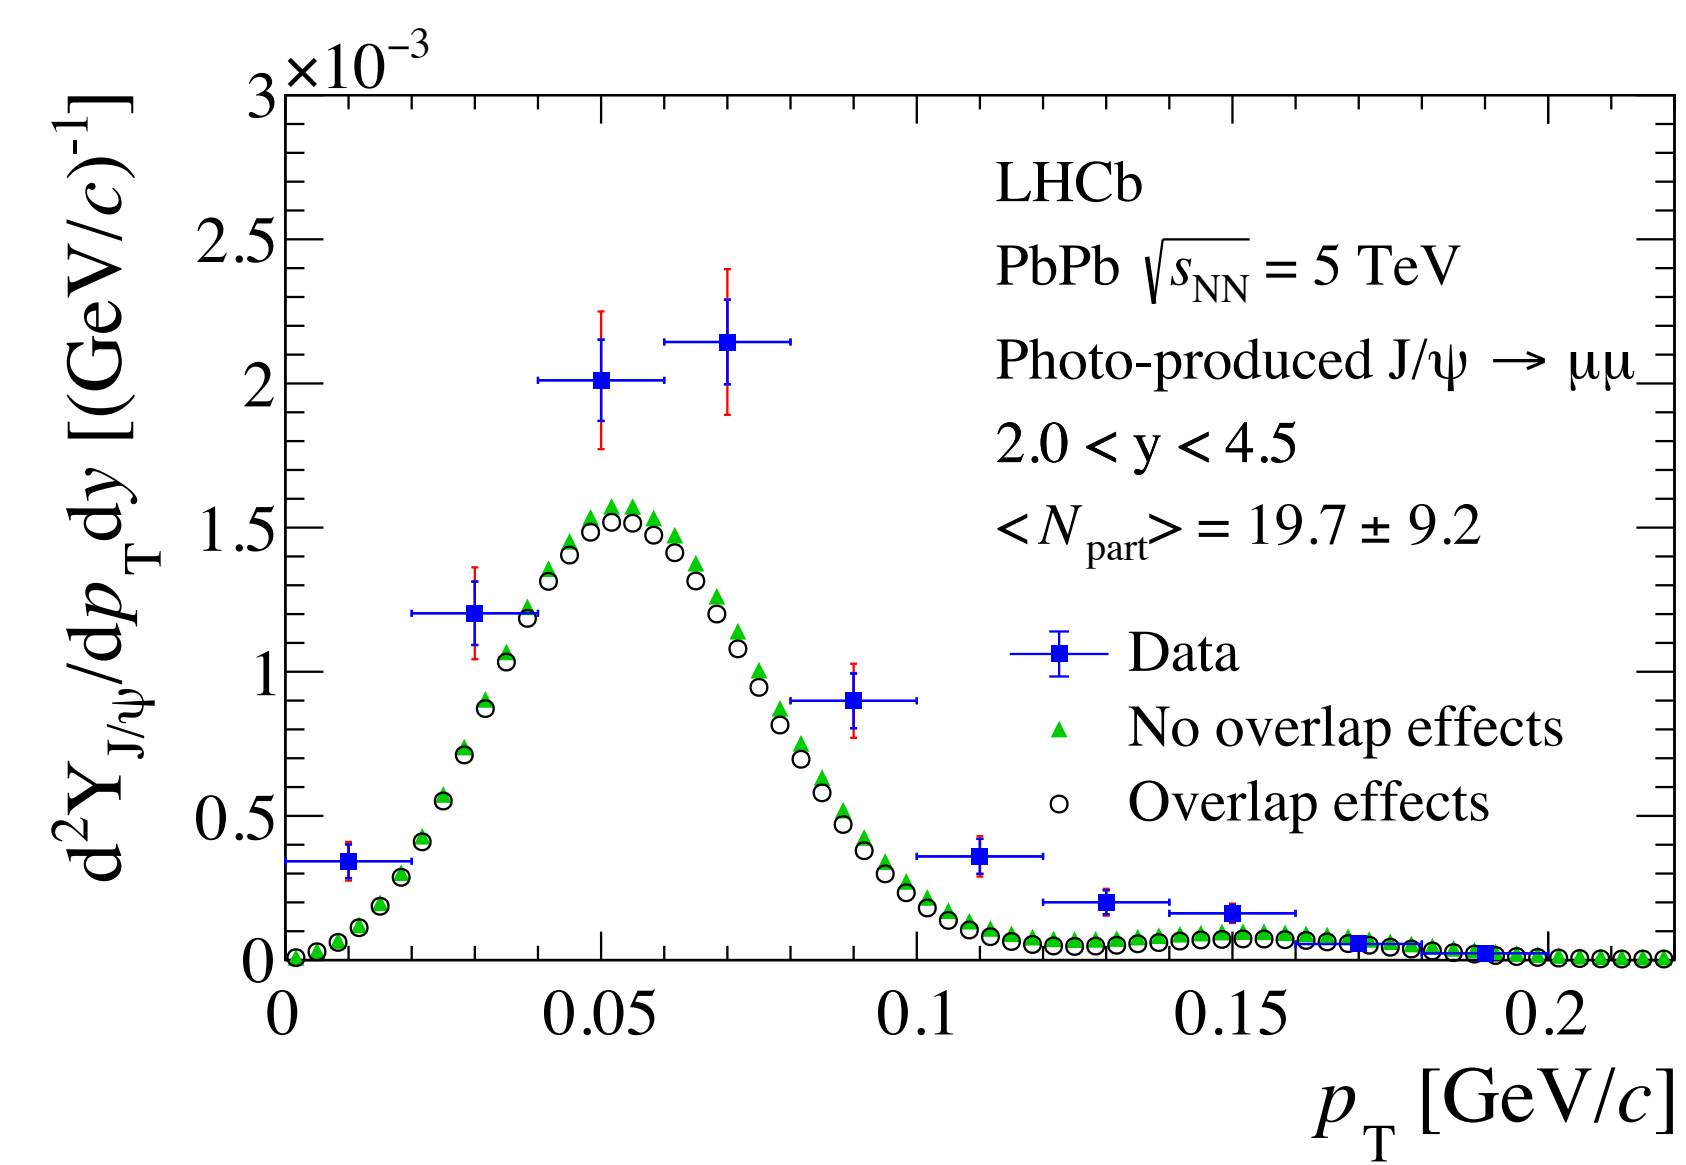 ×10⁻³
d²Y_J/ψ/dp_T dy [(GeV/c)⁻¹]
3
2.5
2
1.5
1
0.5
0
LHCb
PbPb √s_NN = 5 TeV
Photo-produced J/ψ → μμ
2.0 < y < 4.5
<N_part> = 19.7 ± 9.2
Data
No overlap effects
Overlap effects
0 0.05 0.1 0.15 0.2
p_T [GeV/c]